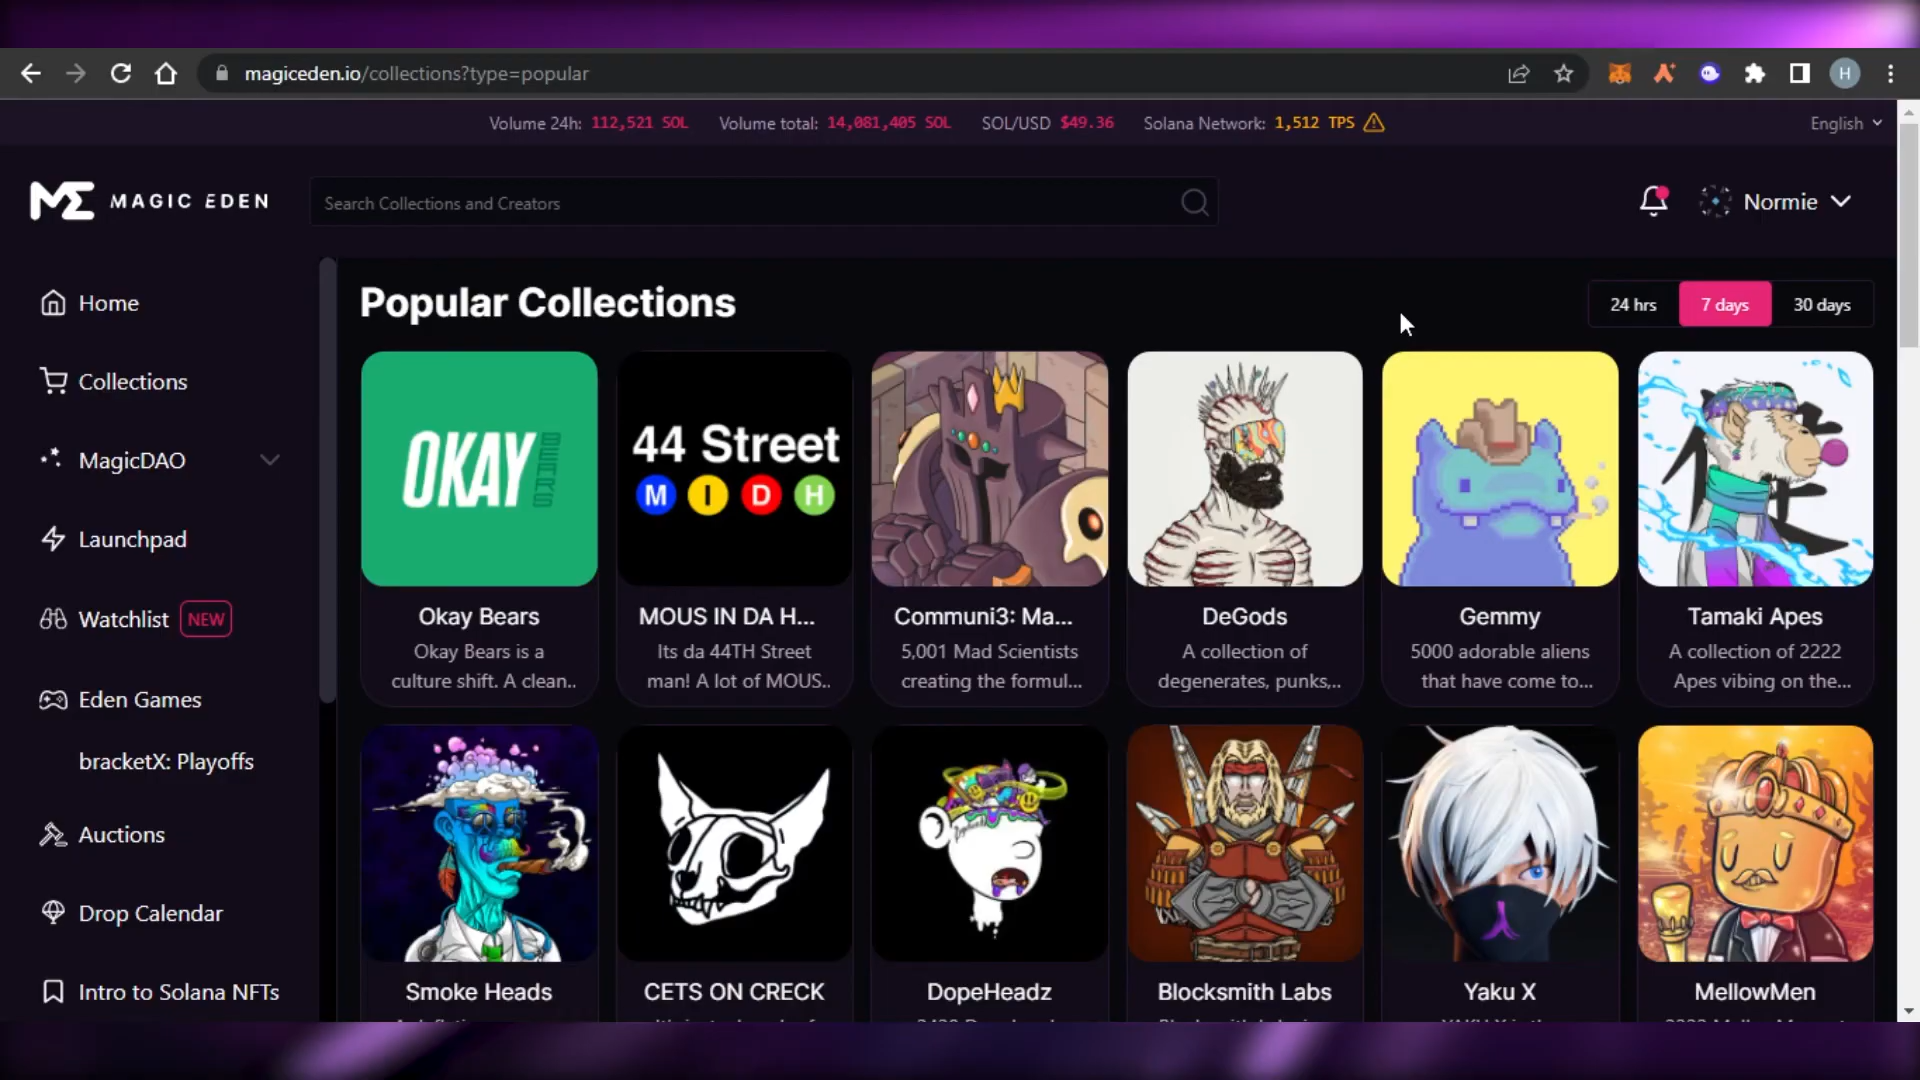 magiceden.io/collections?type=popular
H
Volume 24h: 112,521 SOL Volume total: 14,081,405 SOL SOL/USD $49.36 Solana Network: 1,512 TPS
English
ME MAGIC EDEN
Search Collections and Creators
Normie
Home
Collections
MagicDAO
Launchpad
Watchlist NEW
Eden Games
bracketX: Playoffs
Auctions
Drop Calendar
Intro to Solana NFTs
Popular Collections
24 hrs 7 days 30 days
OKAY BEARS
44 Street
M I D H
Okay Bears
Okay Bears is a
culture shift. A clean..
MOUS IN DA H...
Its da 44TH Street
man! A lot of MOUS..
Communi3: Ma...
5,001 Mad Scientists
creating the formul...
DeGods
A collection of
degenerates, punks,...
Gemmy
5000 adorable aliens
that have come to...
Tamaki Apes
A collection of 2222
Apes vibing on the...
Smoke Heads
CETS ON CRECK
DopeHeadz
Blocksmith Labs
Yaku X
MellowMen